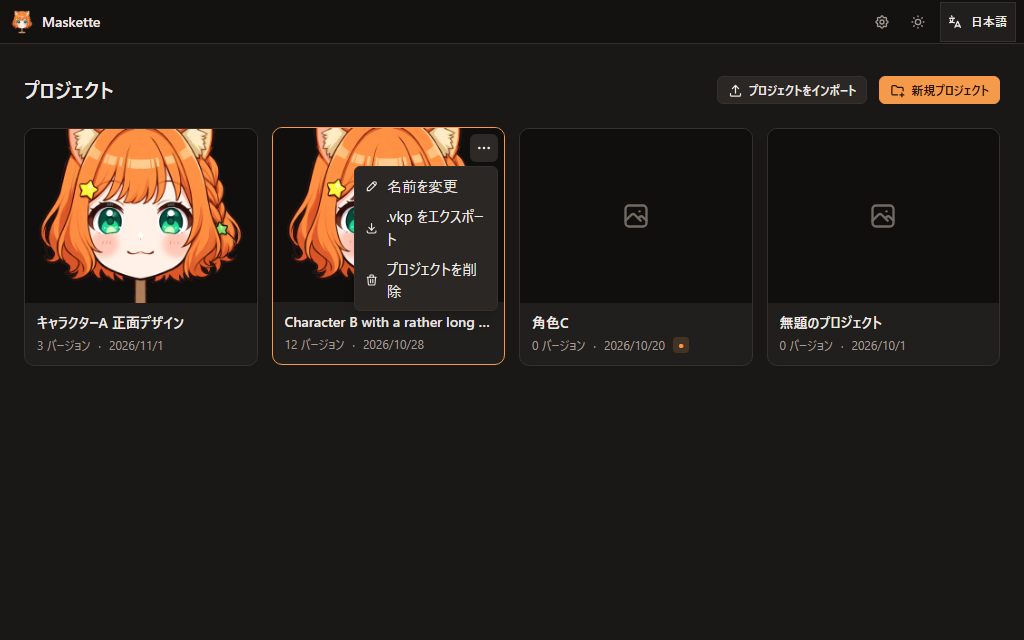 Maskette
日本語
プロジェクト
プロジェクトをインポート
新規プロジェクト
名前を変更
.vkp をエクスポー
ト
プロジェクトを削
除
キャラクターA 正面デザイン
3 バージョン · 2026/11/1
Character B with a rather long ...
12 バージョン · 2026/10/28
角色C
0 バージョン · 2026/10/20
無題のプロジェクト
0 バージョン · 2026/10/1